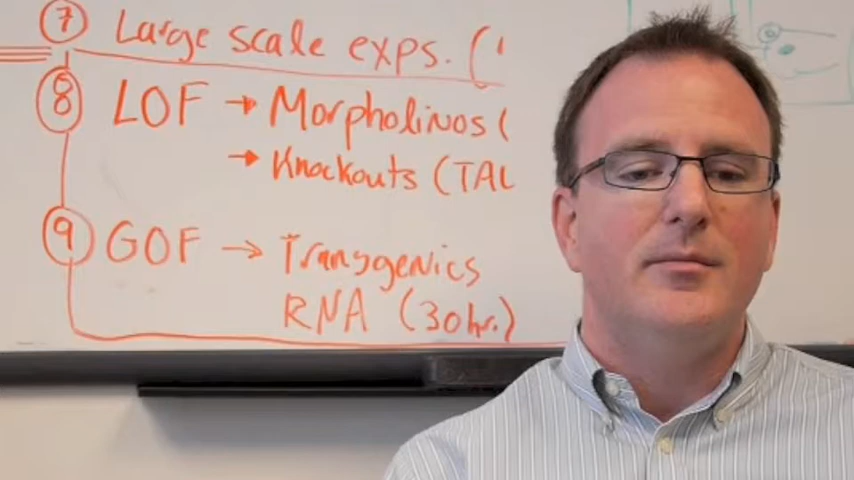 ⑦ Large scale exps. (
⑧ LOF → Morpholinos (
→ Knockouts (TAL
⑨ GOF → Transgenics
RNA (30hr.)